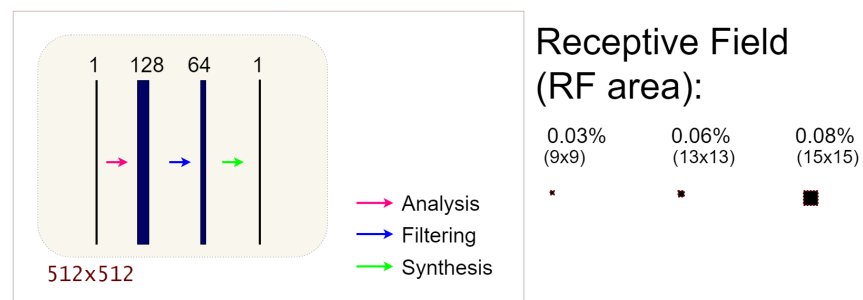 1 128 64 1
Analysis
Filtering
Synthesis
512x512
Receptive Field
(RF area):
0.03% 0.06% 0.08%
(9x9) (13x13) (15x15)